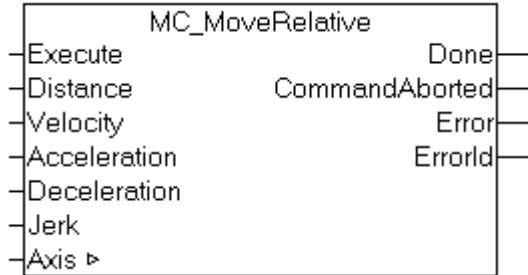 MC_MoveRelative
Execute Done
Distance CommandAborted
Velocity Error
Acceleration ErrorId
Deceleration
Jerk
Axis ▹